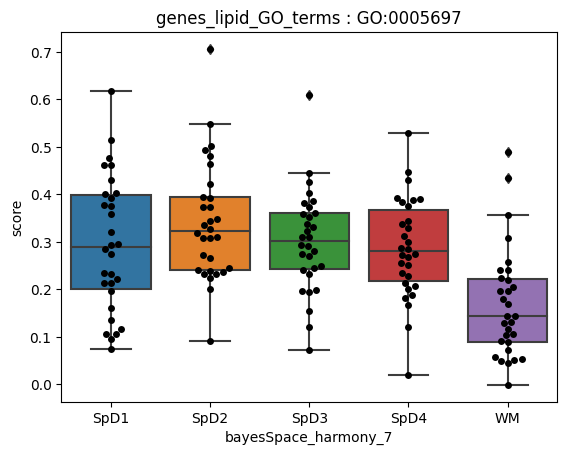 genes_lipid_GO_terms : GO:0005697
0.7
0.6
0.5
0.4
0.3
0.2
0.1
0.0
score
SpD1 SpD2 SpD3 SpD4 WM
bayesSpace_harmony_7